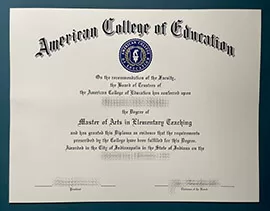 American College of Education
On the recommendation of the Faculty,
the Board of Trustees of
the American College of Education has conferred upon
the Degree of
Master of Arts in Elementary Teaching
and has granted this Diploma as evidence that the requirements
prescribed by the College have been fulfilled for this Degree.
Awarded in the City of Indianapolis in the State of Indiana on the
President